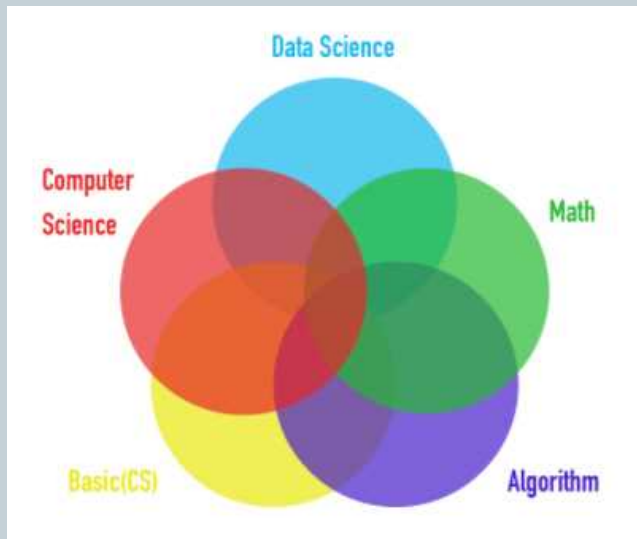 Data Science
Computer
Science
Math
Basic(CS)
Algorithm